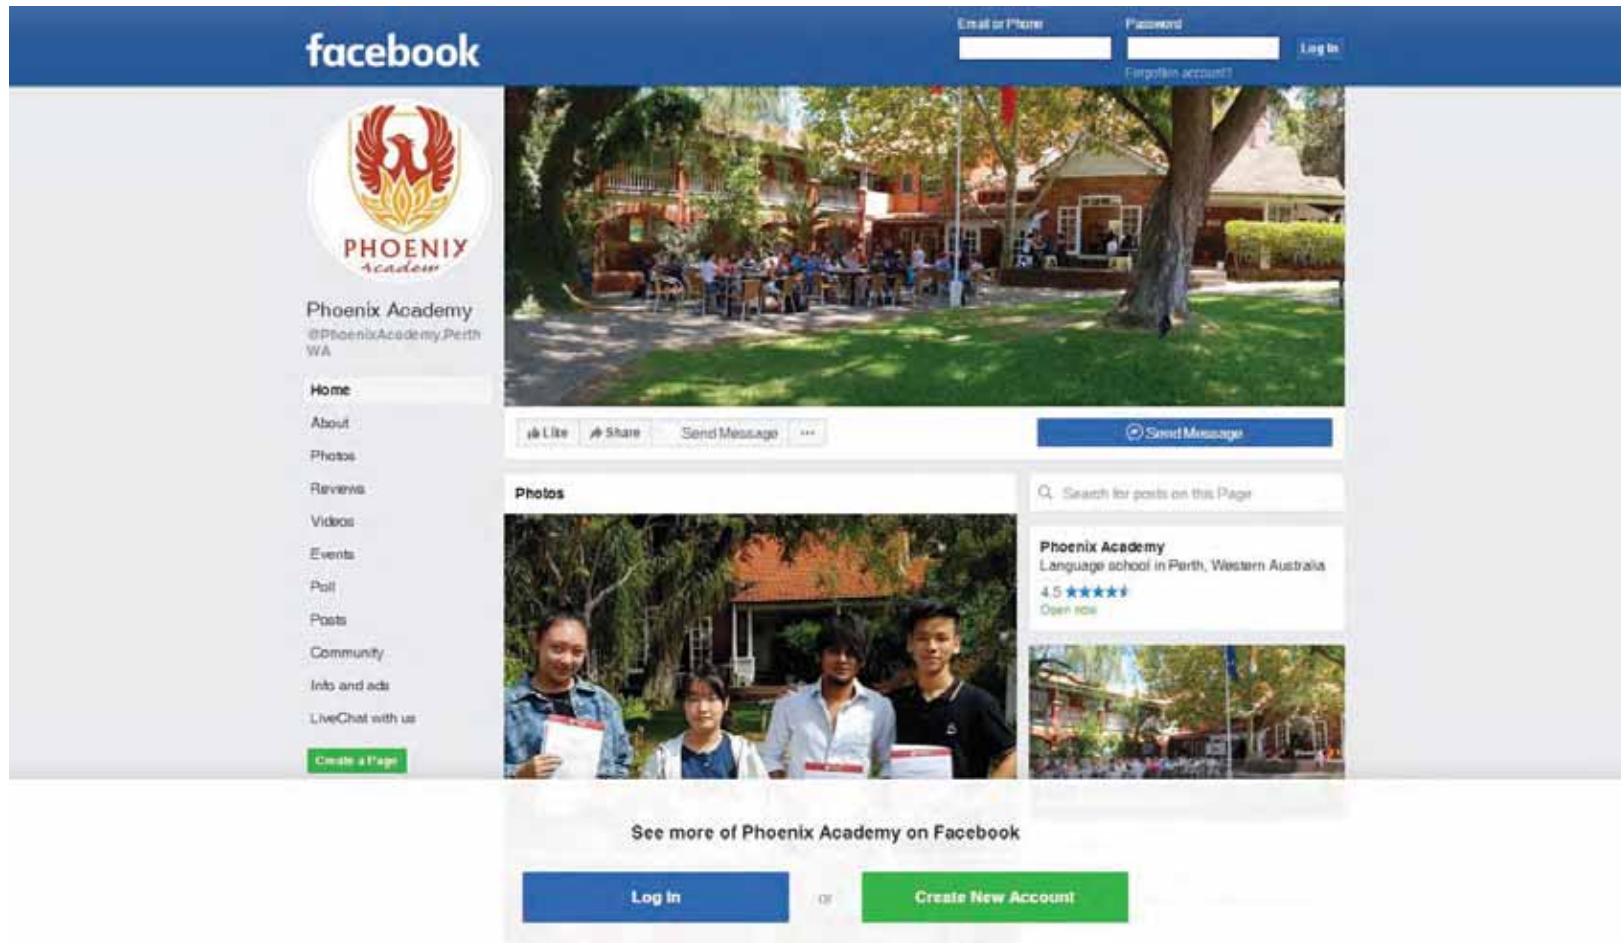 facebook
Email or Phone
Password
Log In
Forgotten account?
PHOENIX
Academy
Phoenix Academy
@PhoenixAcademy.Perth
WA
Home
About
Photos
Reviews
Videos
Events
Poll
Posts
Community
Info and ads
LiveChat with us
Create a Page
Like
Share
Send Message
...
Send Message
Photos
Search for posts on this Page
Phoenix Academy
Language school in Perth, Western Australia
4.5
Open now
See more of Phoenix Academy on Facebook
Log In
or
Create New Account